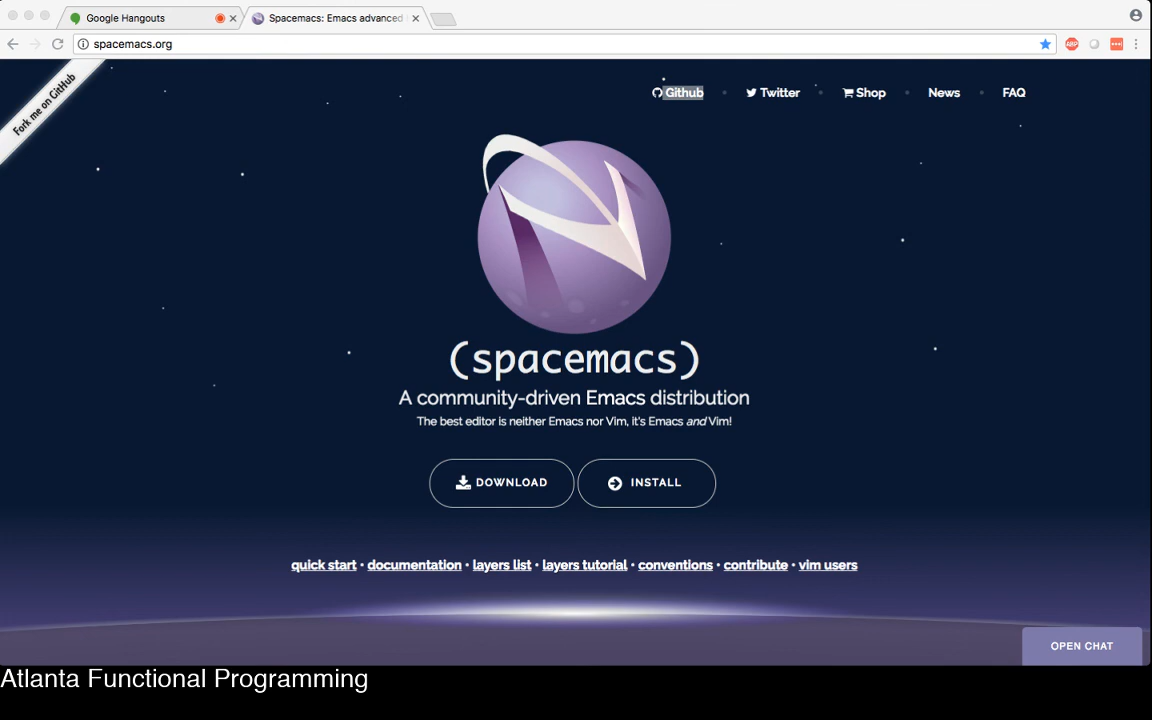 Google Hangouts
Spacemacs: Emacs advanced
spacemacs.org
ABP
Fork me on GitHub
Github • Twitter • Shop • News • FAQ
(spacemacs)
A community-driven Emacs distribution
The best editor is neither Emacs nor Vim, it's Emacs and Vim!
DOWNLOAD
INSTALL
quick start • documentation • layers list • layers tutorial • conventions • contribute • vim users
OPEN CHAT
Atlanta Functional Programming